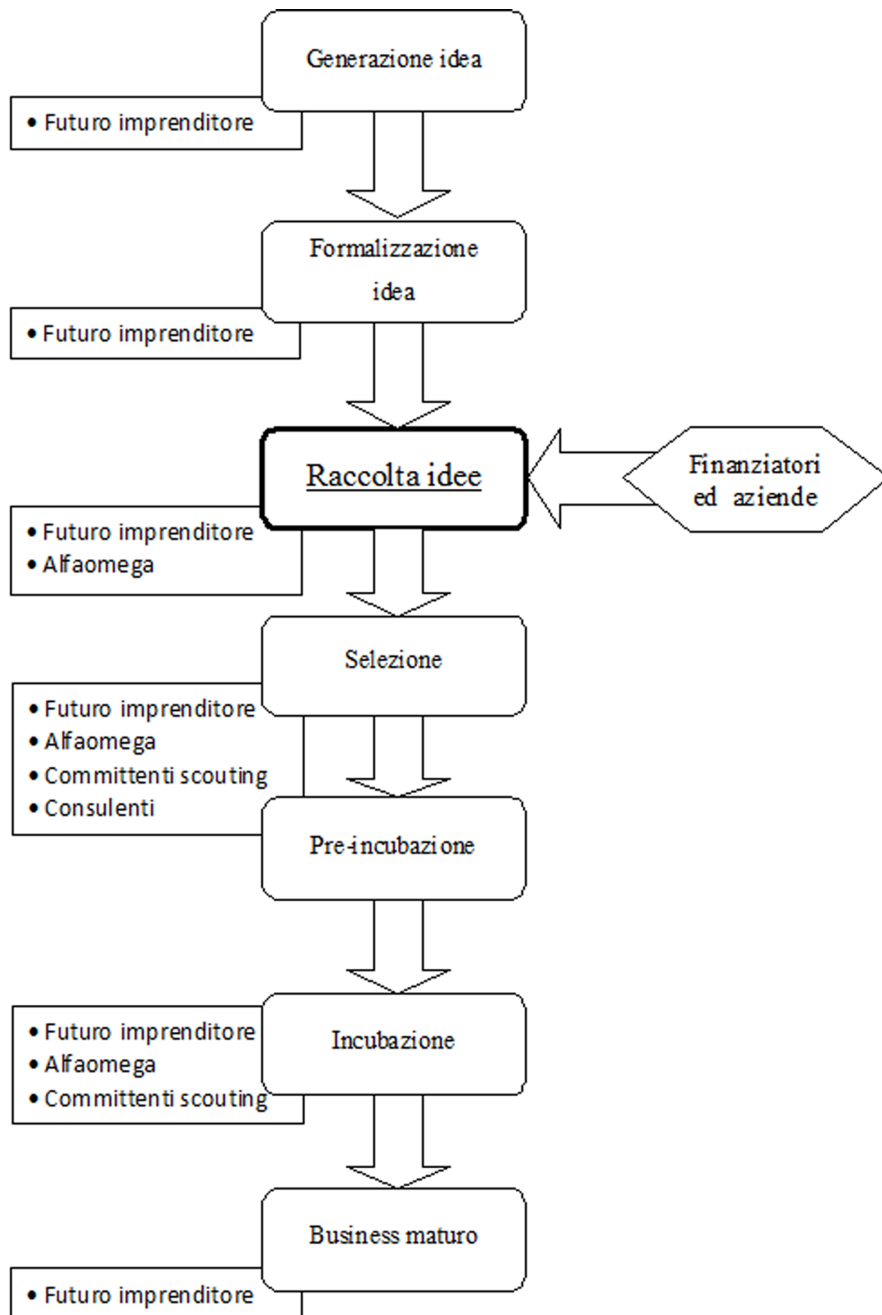 Generazione idea
• Futuro imprenditore
Formalizzazione
idea
• Futuro imprenditore
Raccolta idee
Finanziatori
ed aziende
• Futuro imprenditore
• Alfaomega
Selezione
• Futuro imprenditore
• Alfaomega
• Committenti scouting
• Consulenti
Pre-incubazione
Incubazione
• Futuro imprenditore
• Alfaomega
• Committenti scouting
Business maturo
• Futuro imprenditore